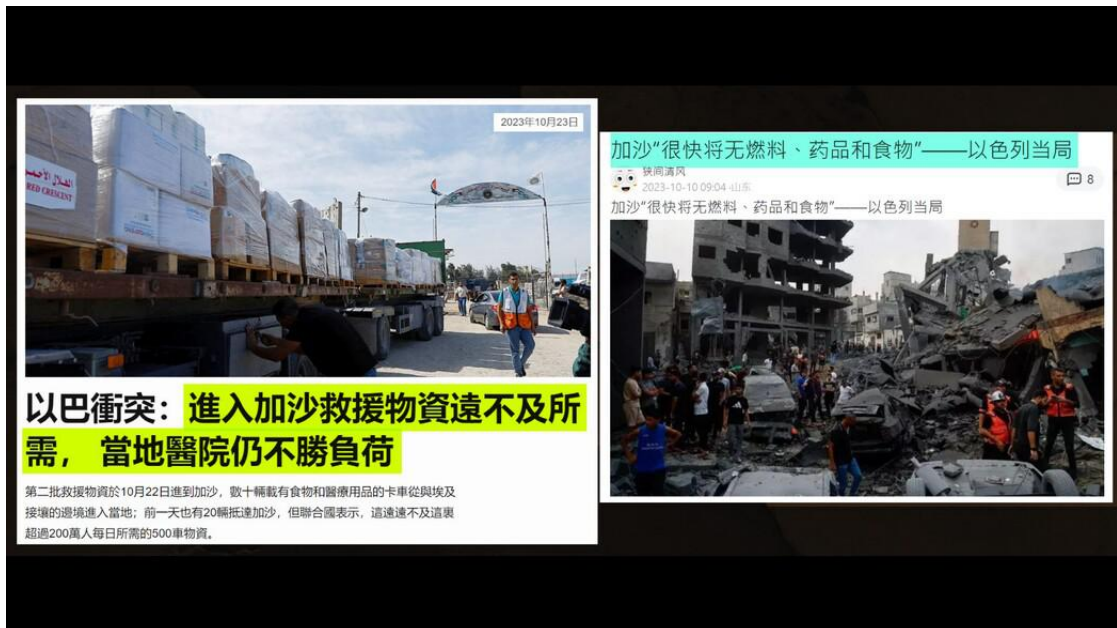 2023年10月23日
الهلال الأحمر
RED CRESCENT
以巴衝突：進入加沙救援物資遠不及所
需， 當地醫院仍不勝負荷
第二批救援物資於10月22日進到加沙，數十輛載有食物和醫療用品的卡車從與埃及
接壤的邊境進入當地；前一天也有20輛抵達加沙，但聯合國表示，這遠遠不及這裏
超過200萬人每日所需的500車物資。
加沙“很快将无燃料、药品和食物”——以色列当局
狭间清风
2023-10-10 09:04 ·山东
8
加沙“很快将无燃料、药品和食物”——以色列当局